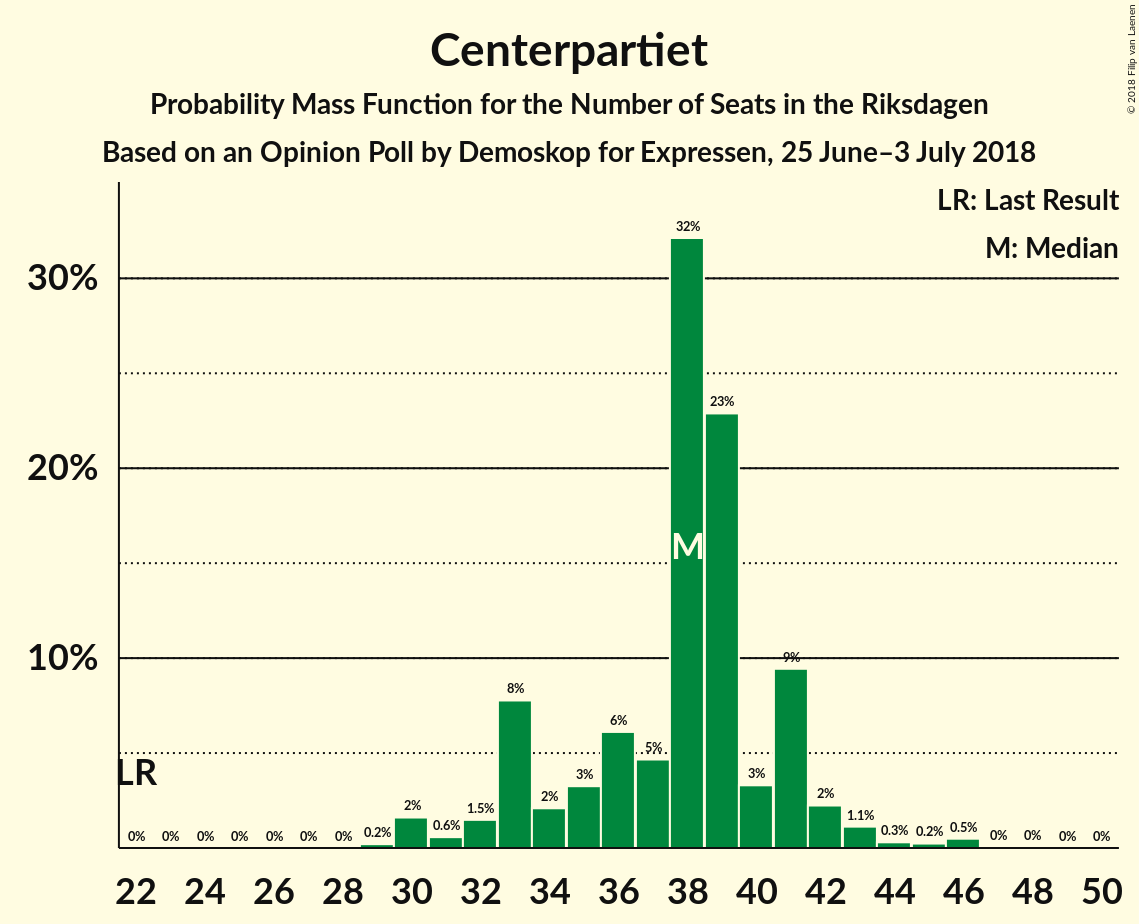 Centerpartiet
Probability Mass Function for the Number of Seats in the Riksdagen
Based on an Opinion Poll by Demoskop for Expressen, 25 June–3 July 2018
© 2018 Filip van Laenen
LR: Last Result
M: Median
30%
20%
10%
LR
M
0% 0% 0% 0% 0% 0% 0% 0.2% 2% 0.6% 1.5% 8% 2% 3% 6% 5% 32% 23% 3% 9% 2% 1.1% 0.3% 0.2% 0.5% 0% 0% 0% 0%
22 24 26 28 30 32 34 36 38 40 42 44 46 48 50